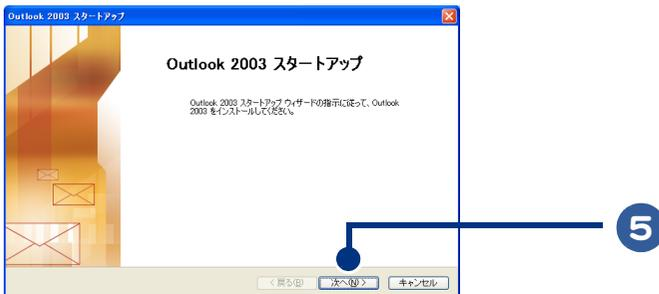 Outlook 2003 スタートアップ
Outlook 2003 スタートアップ
Outlook 2003 スタートアップ ウィザードの指示に従って、Outlook
2003 をインストールしてください。
5
< 戻る(B)
次へ(N) >
キャンセル